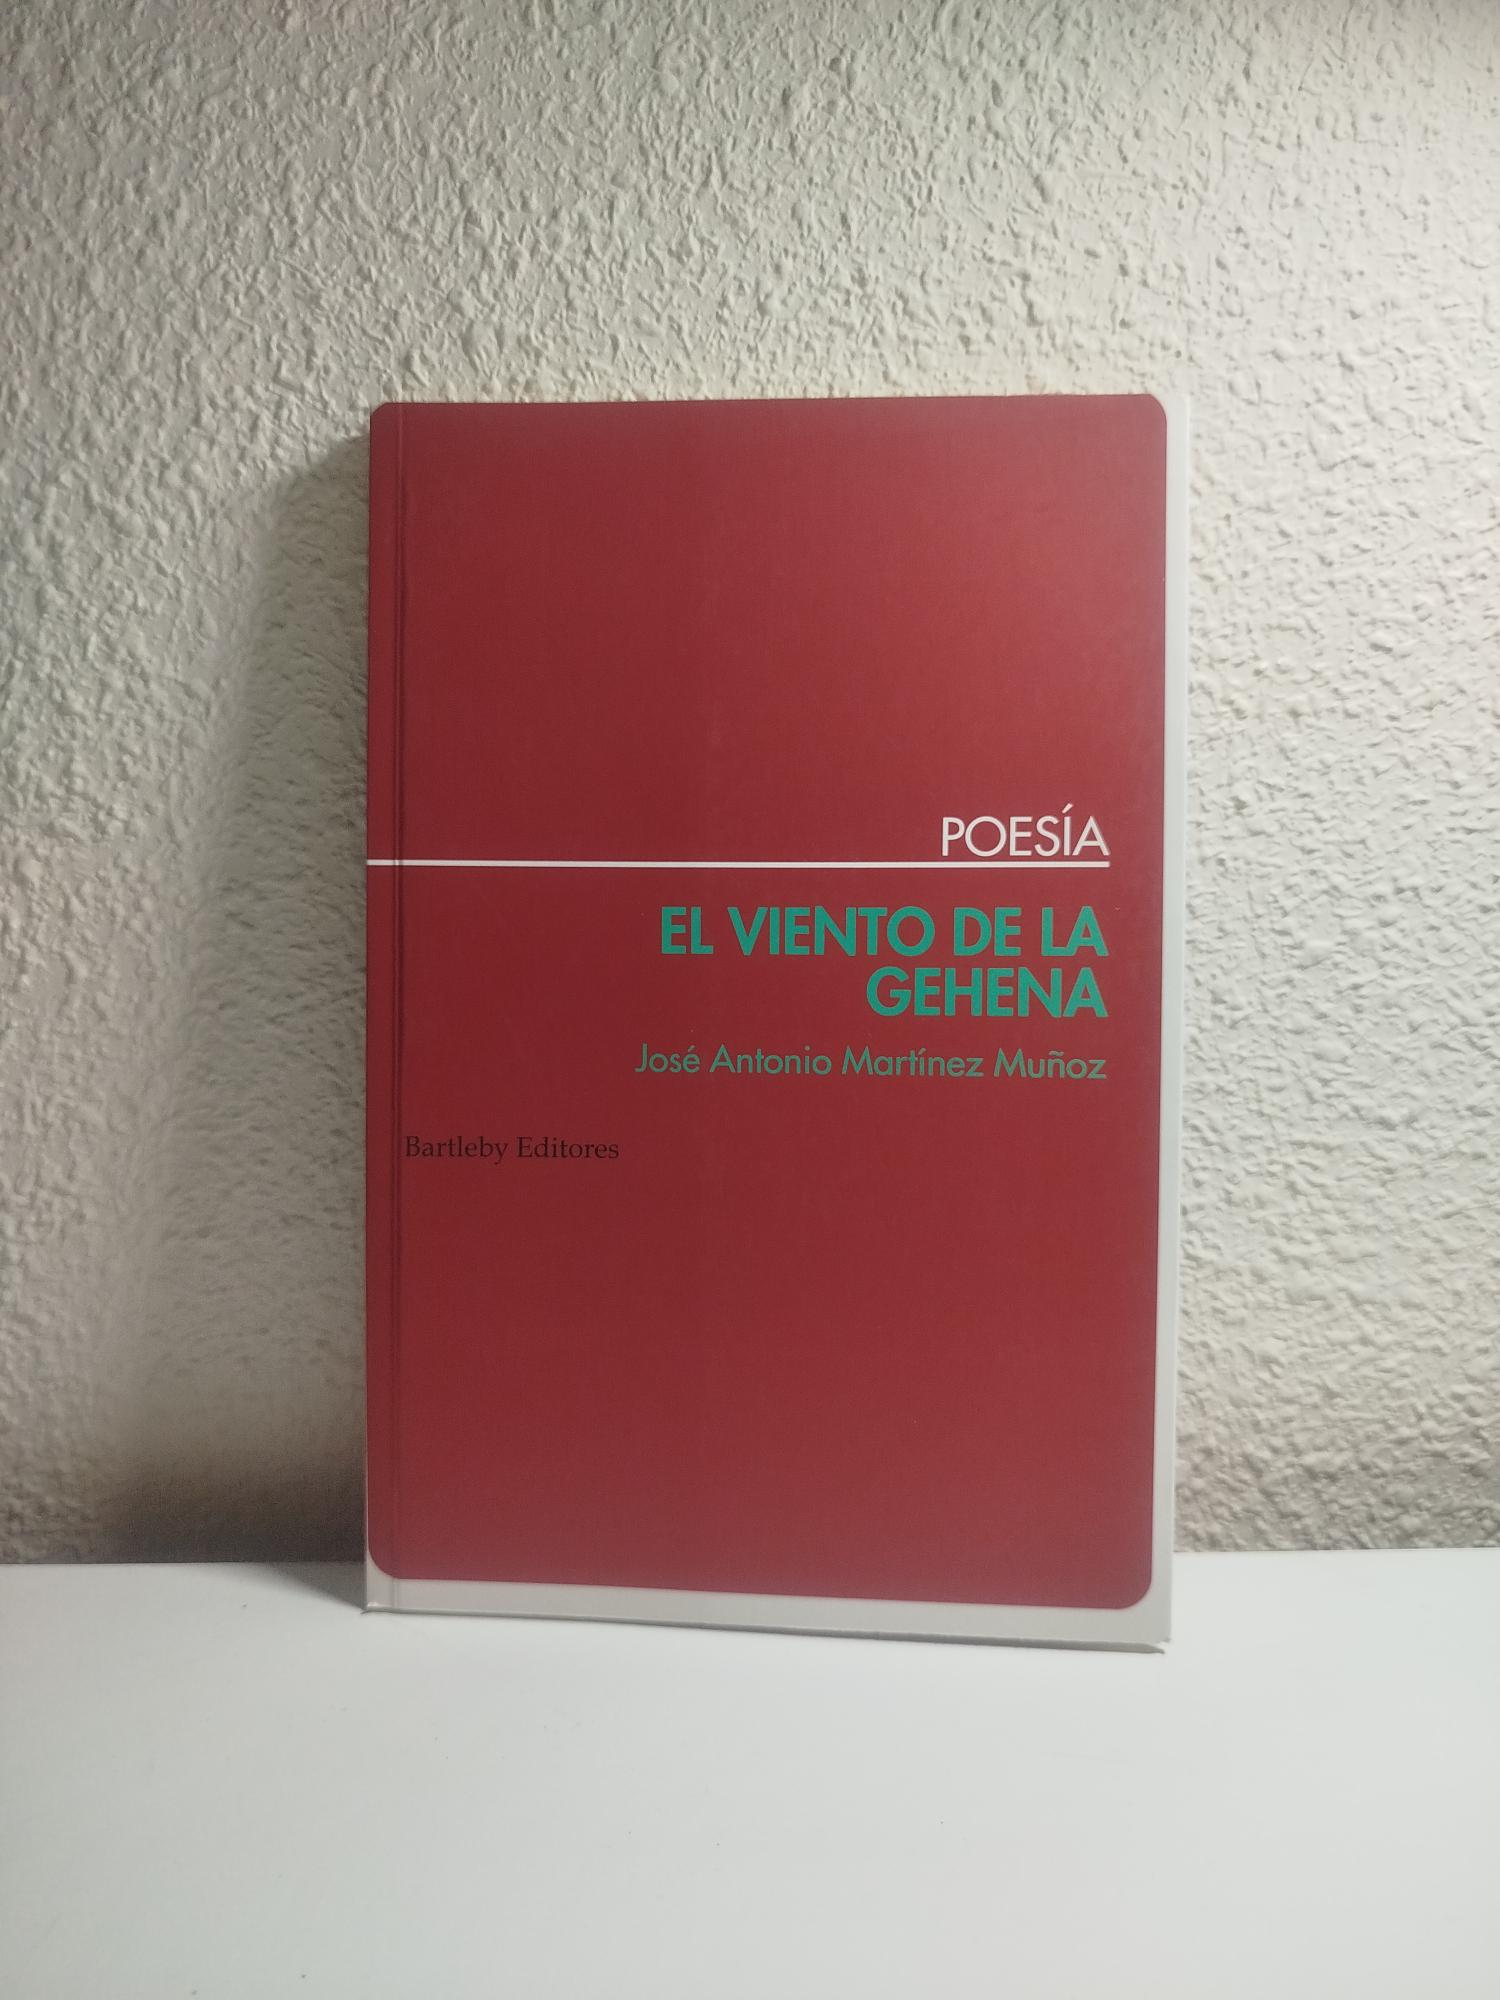 POESÍA
EL VIENTO DE LA
GEHENA
José Antonio Martínez Muñoz
Bartleby Editores